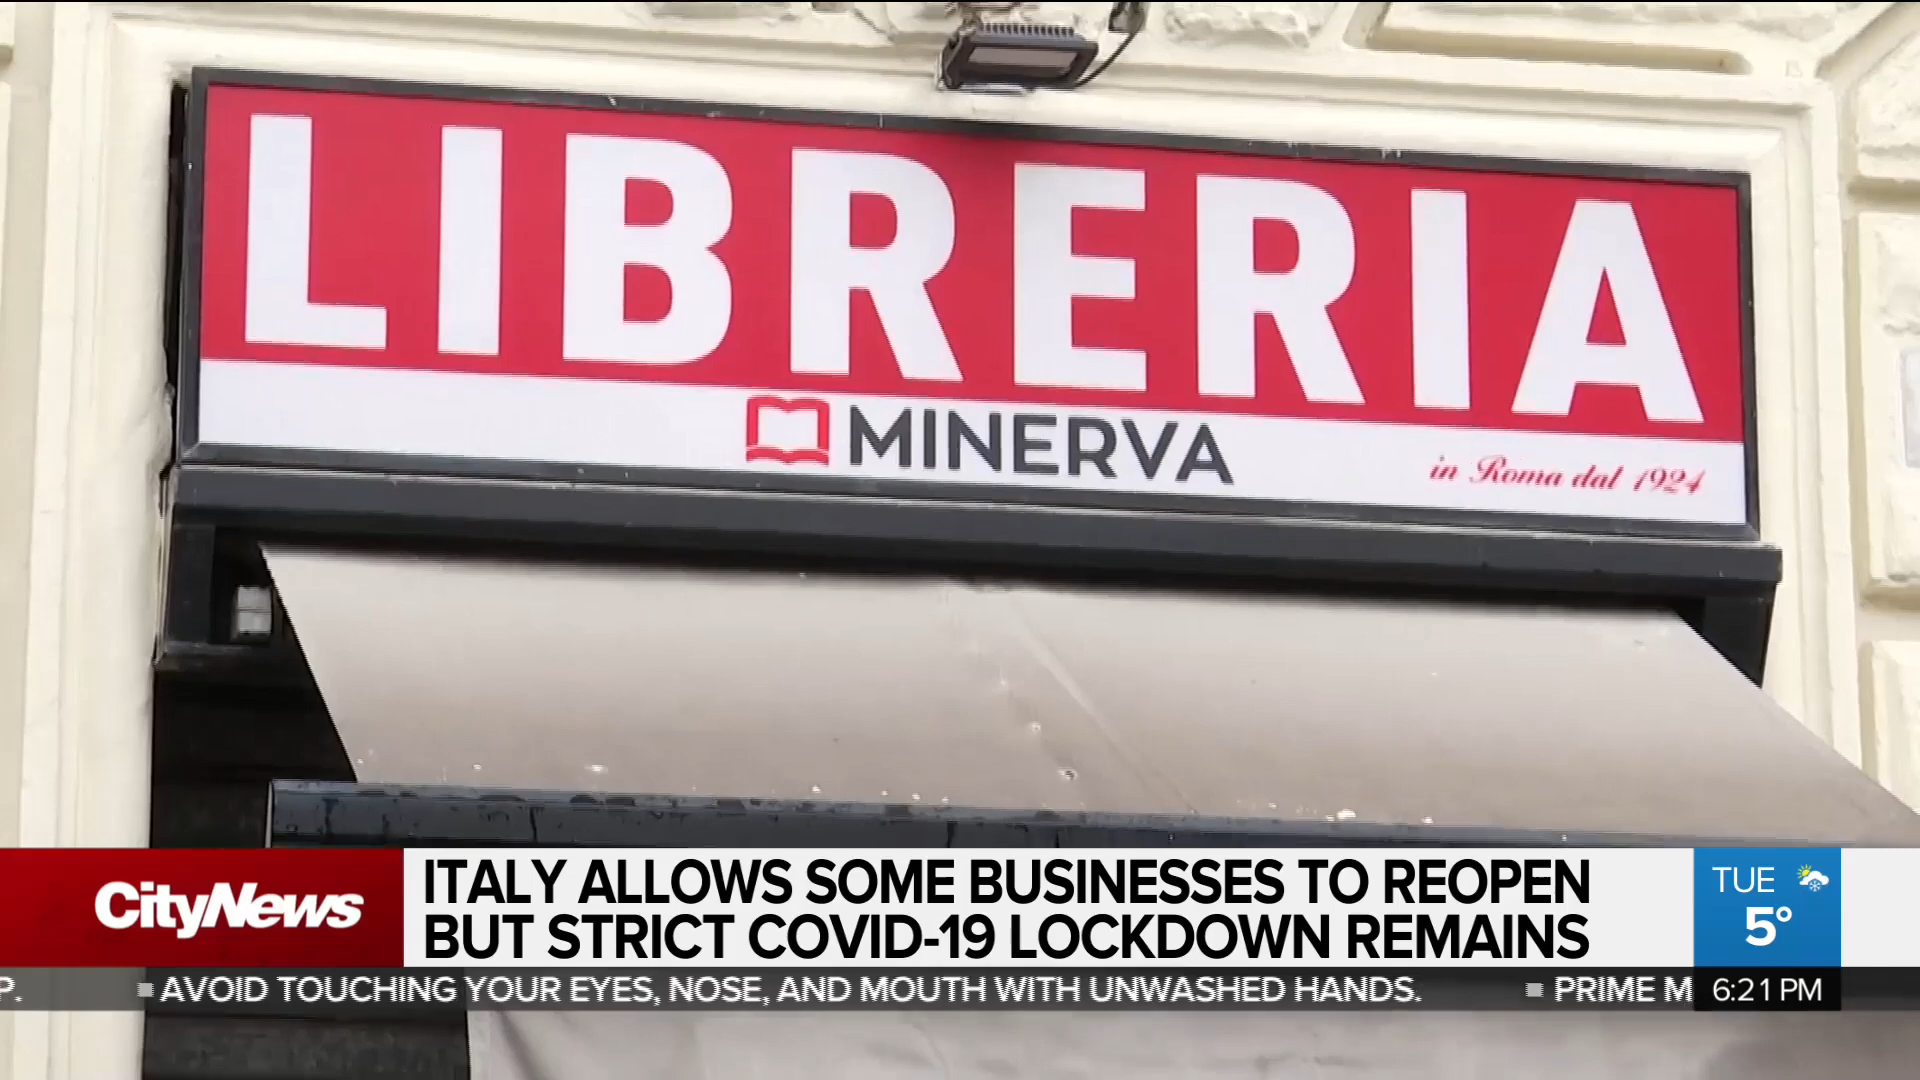 LIBRERIA
MINERVA
in Roma dal 1924
CityNews
ITALY ALLOWS SOME BUSINESSES TO REOPEN
BUT STRICT COVID-19 LOCKDOWN REMAINS
TUE
5°
P. ■ AVOID TOUCHING YOUR EYES, NOSE, AND MOUTH WITH UNWASHED HANDS. ■ PRIME M
6:21 PM